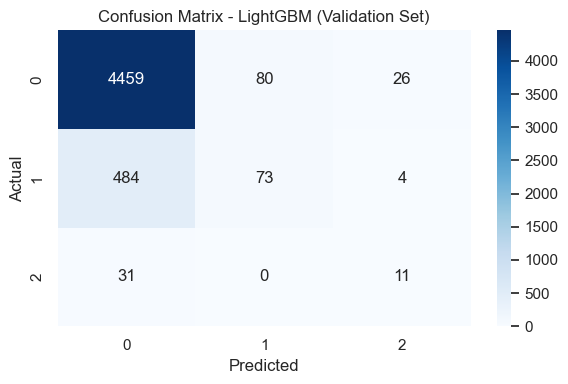 Confusion Matrix - LightGBM (Validation Set)
0 4459 80 26
1 484 73 4
2 31 0 11
0 1 2
Actual
Predicted
4000
3500
3000
2500
2000
1500
1000
500
0